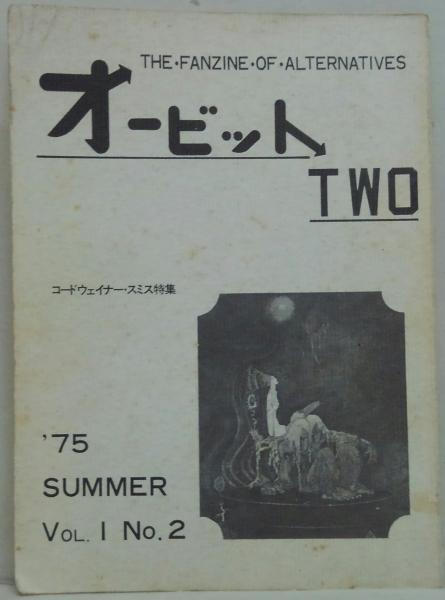 THE・FANZINE・OF・ALTERNATIVES
オービット
TWO
コードウェイナー・スミス特集
'75
SUMMER
VOL. 1 NO. 2